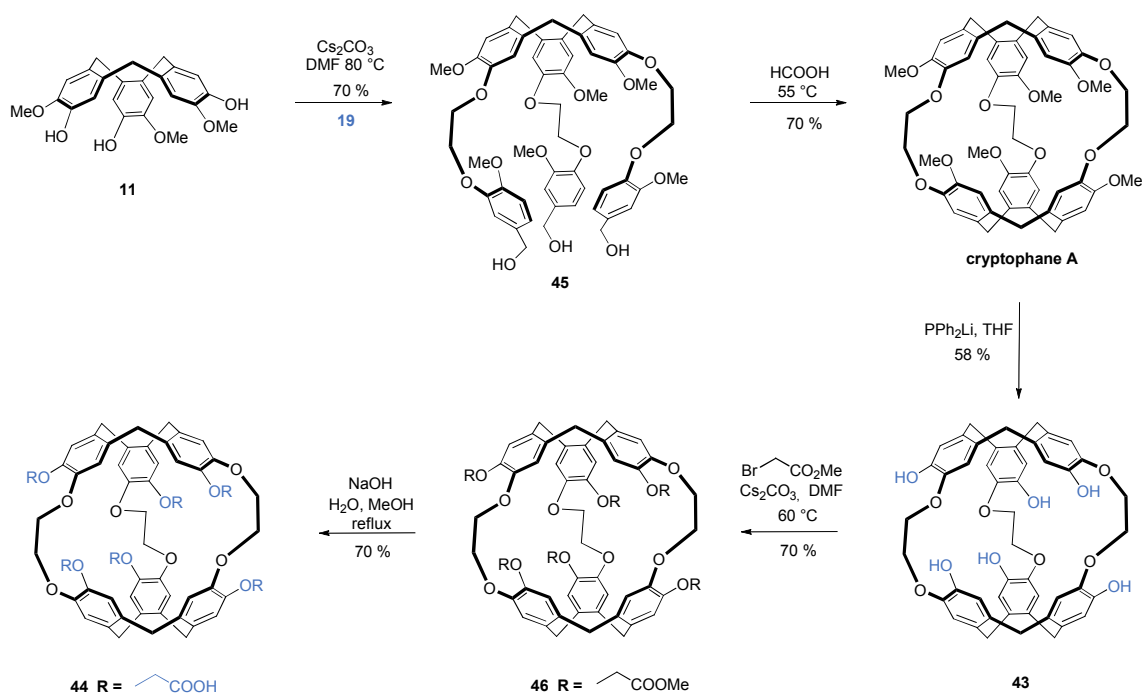 Cs2CO3
DMF 80 °C
70 %
19
MeO
HO
HO
OMe
OMe
OH
11
MeO
O
O
OMe
MeO
O
O
MeO
O
MeO
O
O
OMe
HO
OH
OH
45
HCOOH
55 °C
70 %
MeO
O
O
OMe
MeO
O
MeO
O
MeO
O
O
OMe
cryptophane A
PPh2Li, THF
58 %
HO
O
O
OH
OH
O
HO
HO
O
O
O
OH
43
Br
COOMe
Cs2CO3, DMF
60 °C
70 %
RO
O
O
OR
OR
O
RO
RO
O
O
O
OR
46 R =
COOMe
NaOH
H2O, MeOH
reflux
70 %
RO
O
O
OR
OR
O
RO
RO
O
O
O
OR
44 R =
COOH